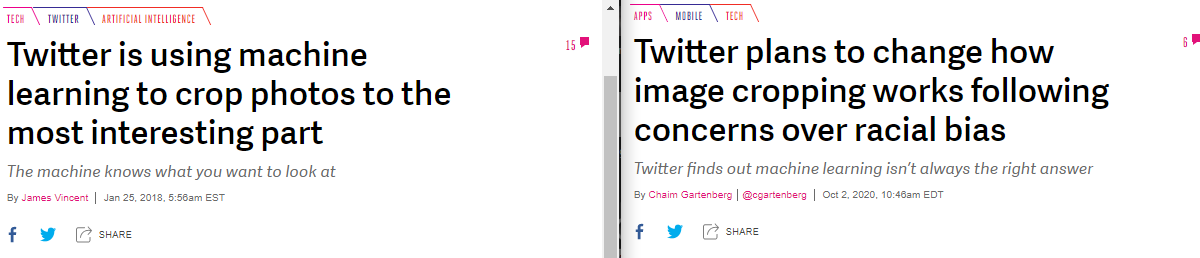 TECH TWITTER ARTIFICIAL INTELLIGENCE
Twitter is using machine
learning to crop photos to the
most interesting part
15
The machine knows what you want to look at
By James Vincent | Jan 25, 2018, 5:56am EST
SHARE
APPS MOBILE TECH
Twitter plans to change how
image cropping works following
concerns over racial bias
6
Twitter finds out machine learning isn't always the right answer
By Chaim Gartenberg | @cgartenberg | Oct 2, 2020, 10:46am EDT
SHARE